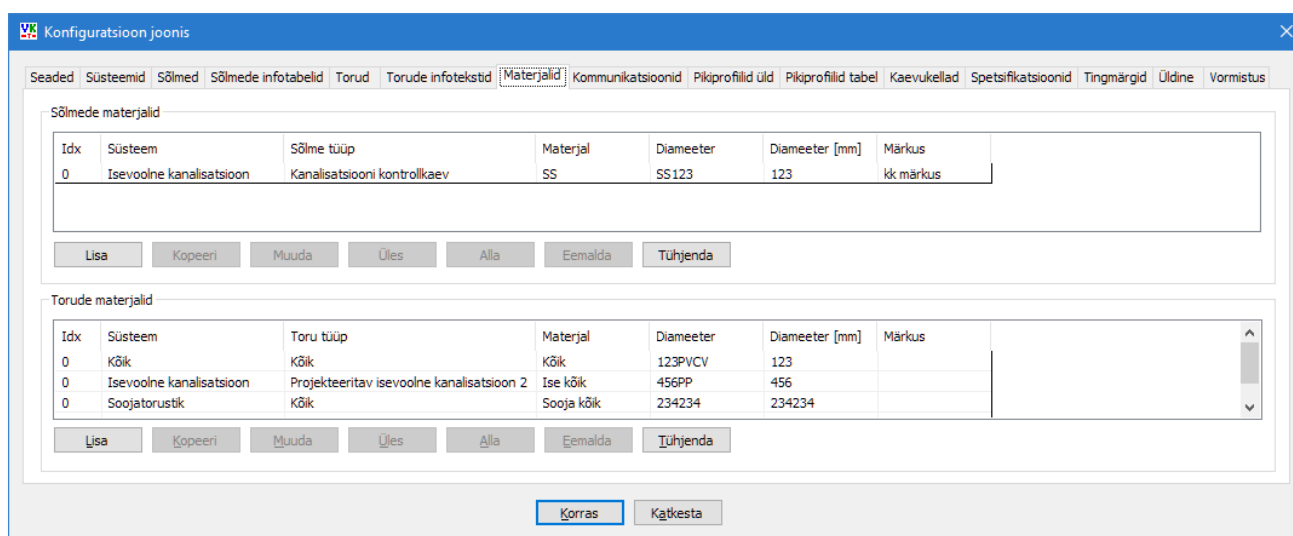 Konfiguratsioon joonis
Seaded Süsteemid Sõlmed Sõlmede infotabelid Torud Torude infotekstid Materjalid Kommunikatsioonid Pikiprofiilid üld Pikiprofiilid tabel Kaevukellad Spetsifikatsioonid Tingmärgid Üldine Vormistus
Sõlmede materjalid
Idx Süsteem Sõlme tüüp Materjal Diameeter Diameeter [mm] Märkus
0 Isevoolne kanalisatsioon Kanalisatsiooni kontrollkaev SS SS123 123 kk märkus
Lisa Kopeeri Muuda Üles Alla Eemalda Tühjenda
Torude materjalid
Idx Süsteem Toru tüüp Materjal Diameeter Diameeter [mm] Märkus
0 Kõik Kõik Kõik 123PVCV 123
0 Isevoolne kanalisatsioon Projekteeritav isevoolne kanalisatsioon 2 Ise kõik 456PP 456
0 Soojatorustik Kõik Sooja kõik 234234 234234
Lisa Kopeeri Muuda Üles Alla Eemalda Tühjenda
Korras Katkesta